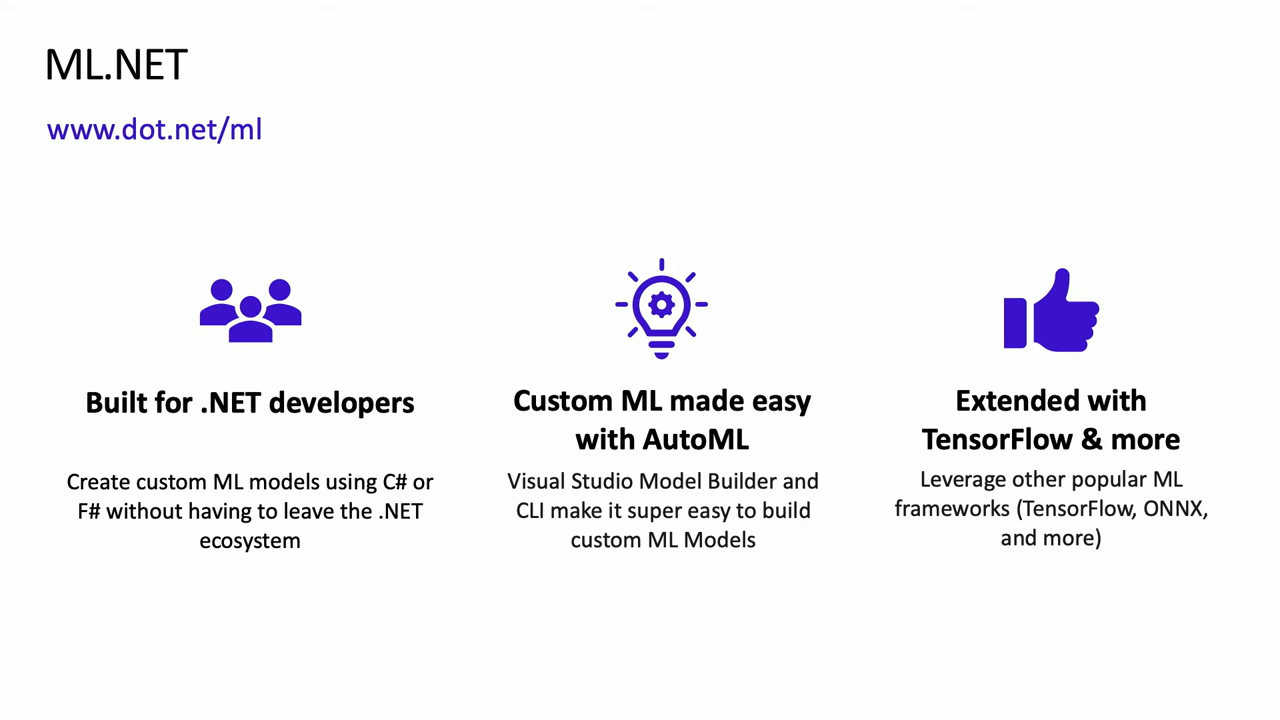 ML.NET
www.dot.net/ml
Built for .NET developers
Create custom ML models using C# or
F# without having to leave the .NET
ecosystem
Custom ML made easy
with AutoML
Visual Studio Model Builder and
CLI make it super easy to build
custom ML Models
Extended with
TensorFlow & more
Leverage other popular ML
frameworks (TensorFlow, ONNX,
and more)